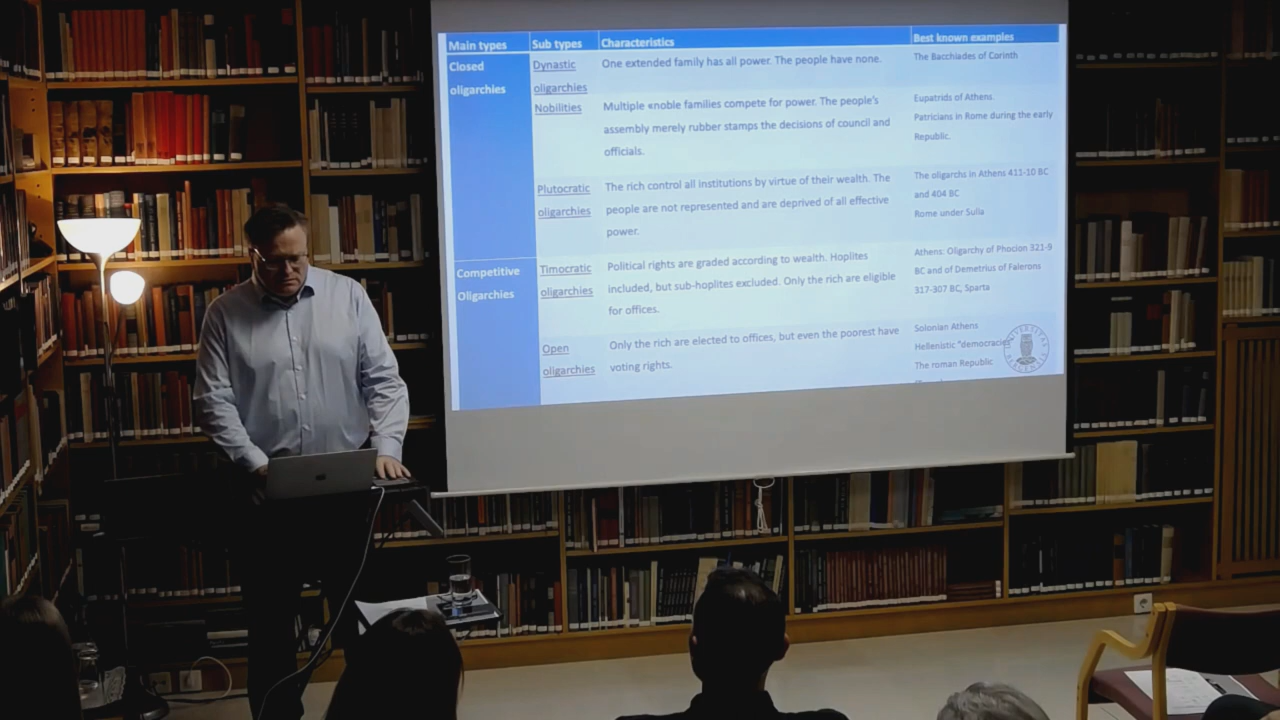 Main types Sub types Characteristics Best known examples
Closed
oligarchies
Dynastic
oligarchies
One extended family has all power. The people have none.
The Bacchiades of Corinth
Nobilities
Multiple «noble families compete for power. The people's
assembly merely rubber stamps the decisions of council and
officials.
Eupatrids of Athens.
Patricians in Rome during the early
Republic.
Plutocratic
oligarchies
The rich control all institutions by virtue of their wealth. The
people are not represented and are deprived of all effective
power.
The oligarchs in Athens 411-10 BC
and 404 BC
Rome under Sulla
Competitive
Oligarchies
Timocratic
oligarchies
Political rights are graded according to wealth. Hoplites
included, but sub-hoplites excluded. Only the rich are eligible
for offices.
Athens: Oligarchy of Phocion 321-9
BC and of Demetrius of Falerons
317-307 BC, Sparta
Open
oligarchies
Only the rich are elected to offices, but even the poorest have
voting rights.
Solonian Athens
Hellenistic "democracies
The roman Republic